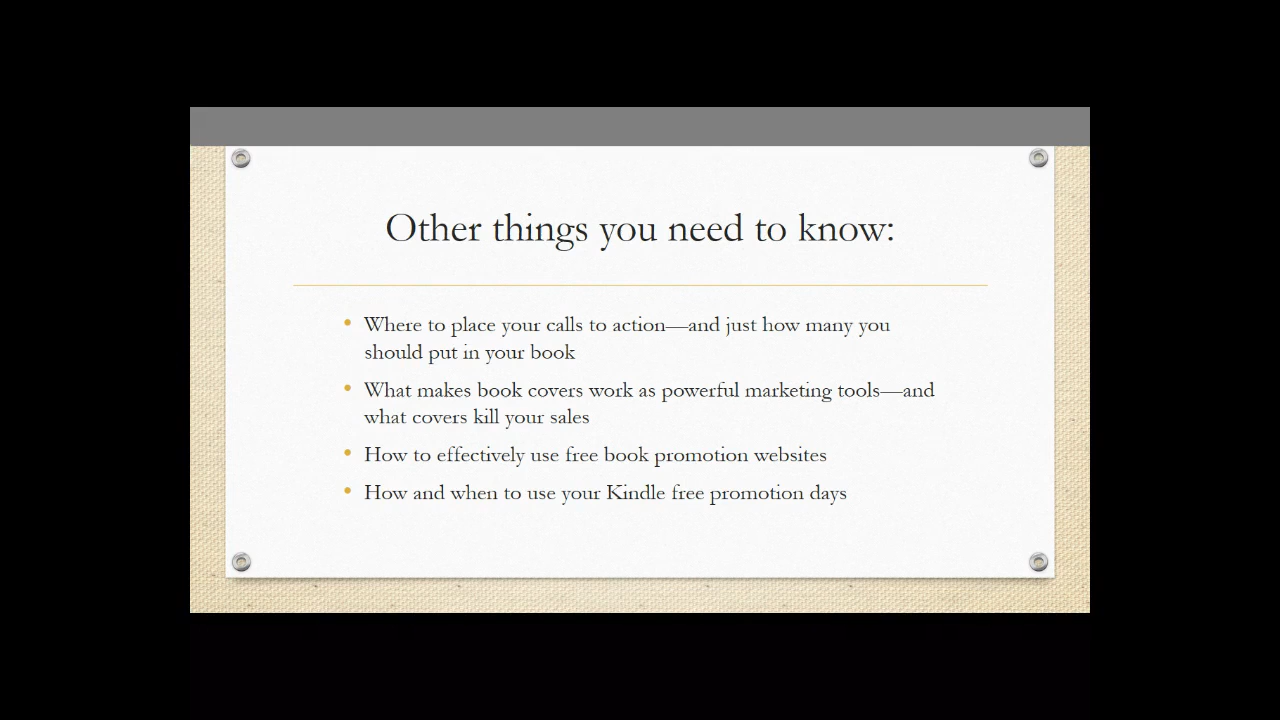 Other things you need to know:
• Where to place your calls to action—and just how many you
should put in your book
• What makes book covers work as powerful marketing tools—and
what covers kill your sales
• How to effectively use free book promotion websites
• How and when to use your Kindle free promotion days